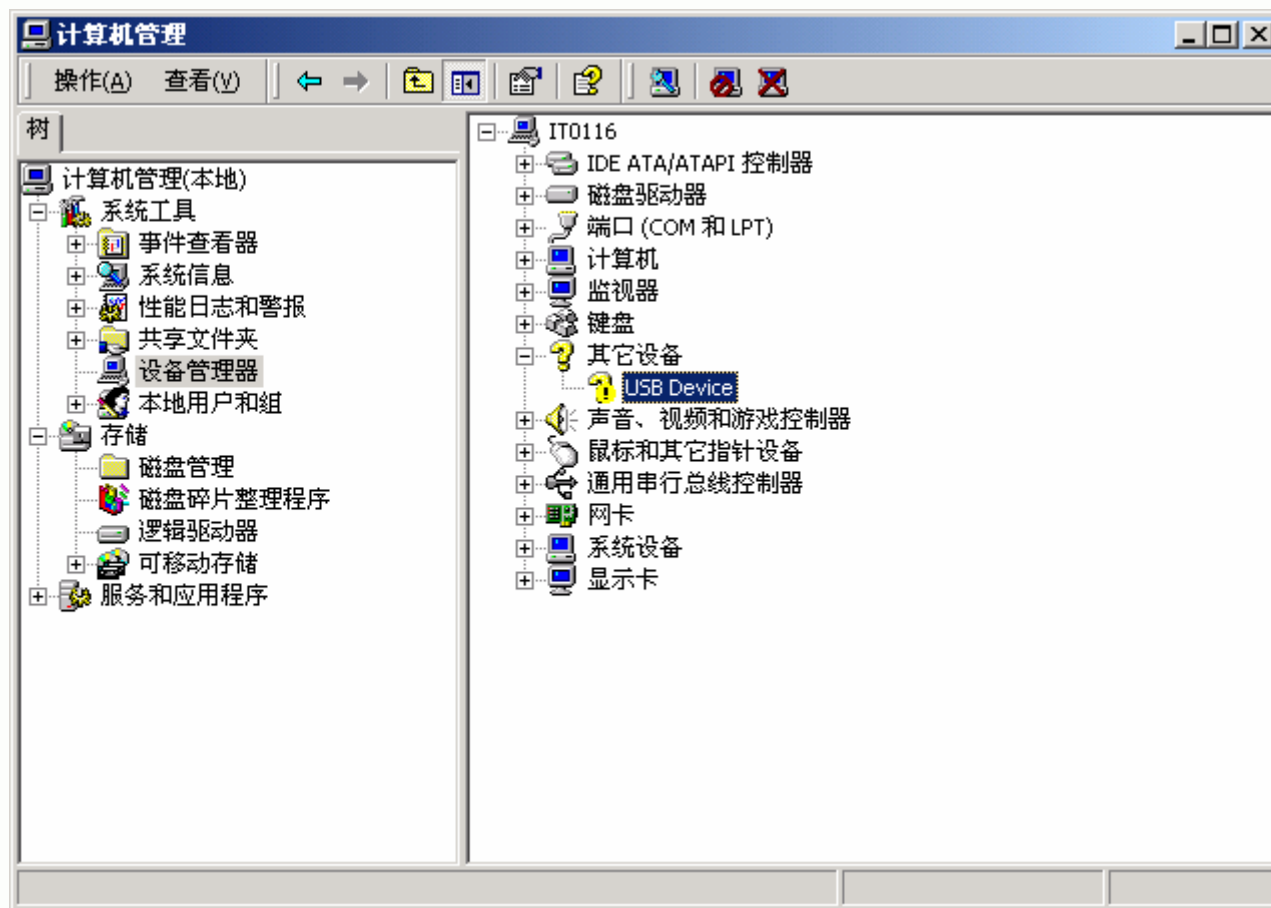 计算机管理
操作(A) 查看(V)
树
计算机管理(本地)
系统工具
事件查看器
系统信息
性能日志和警报
共享文件夹
设备管理器
本地用户和组
存储
磁盘管理
磁盘碎片整理程序
逻辑驱动器
可移动存储
服务和应用程序
IT0116
IDE ATA/ATAPI 控制器
磁盘驱动器
端口 (COM 和 LPT)
计算机
监视器
键盘
其它设备
USB Device
声音、视频和游戏控制器
鼠标和其它指针设备
通用串行总线控制器
网卡
系统设备
显示卡